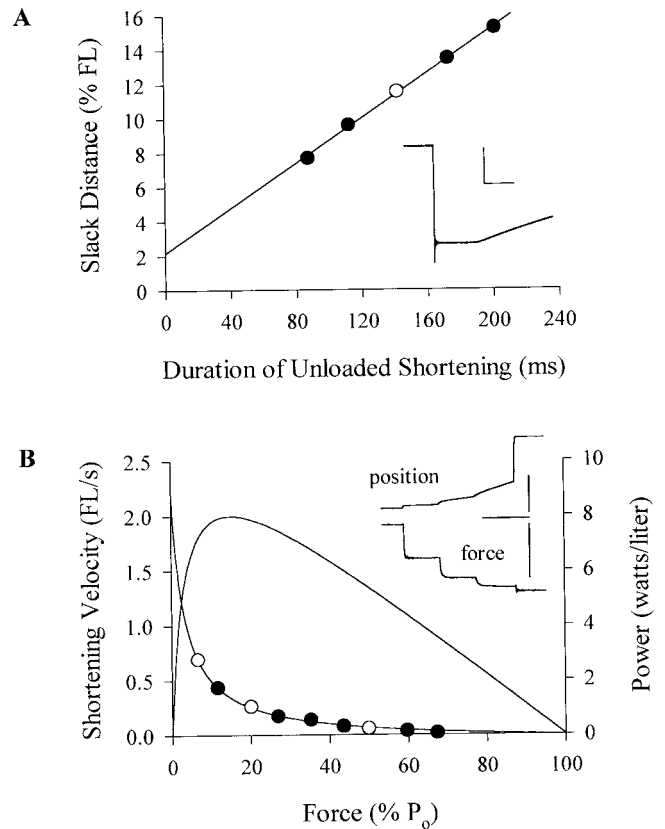 A
Slack Distance (% FL)
16
14
12
10
8
6
4
2
0
0 40 80 120 160 200 240
Duration of Unloaded Shortening (ms)
B
Shortening Velocity (FL/s)
2.5
2.0
1.5
1.0
0.5
0.0
position
force
10
8
6
4
2
0
Power (watts/liter)
0 20 40 60 80 100
Force (% Po)